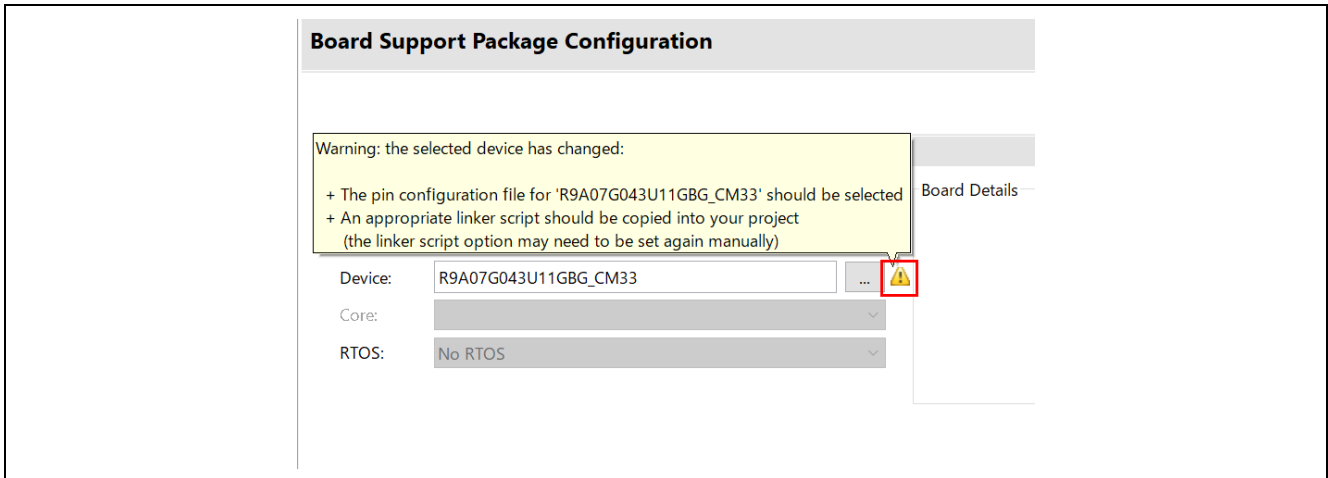 Board Support Package Configuration
Warning: the selected device has changed:
+ The pin configuration file for 'R9A07G043U11GBG_CM33' should be selected
+ An appropriate linker script should be copied into your project
(the linker script option may need to be set again manually)
Board Details
Device:
R9A07G043U11GBG_CM33
...
Core:
RTOS:
No RTOS